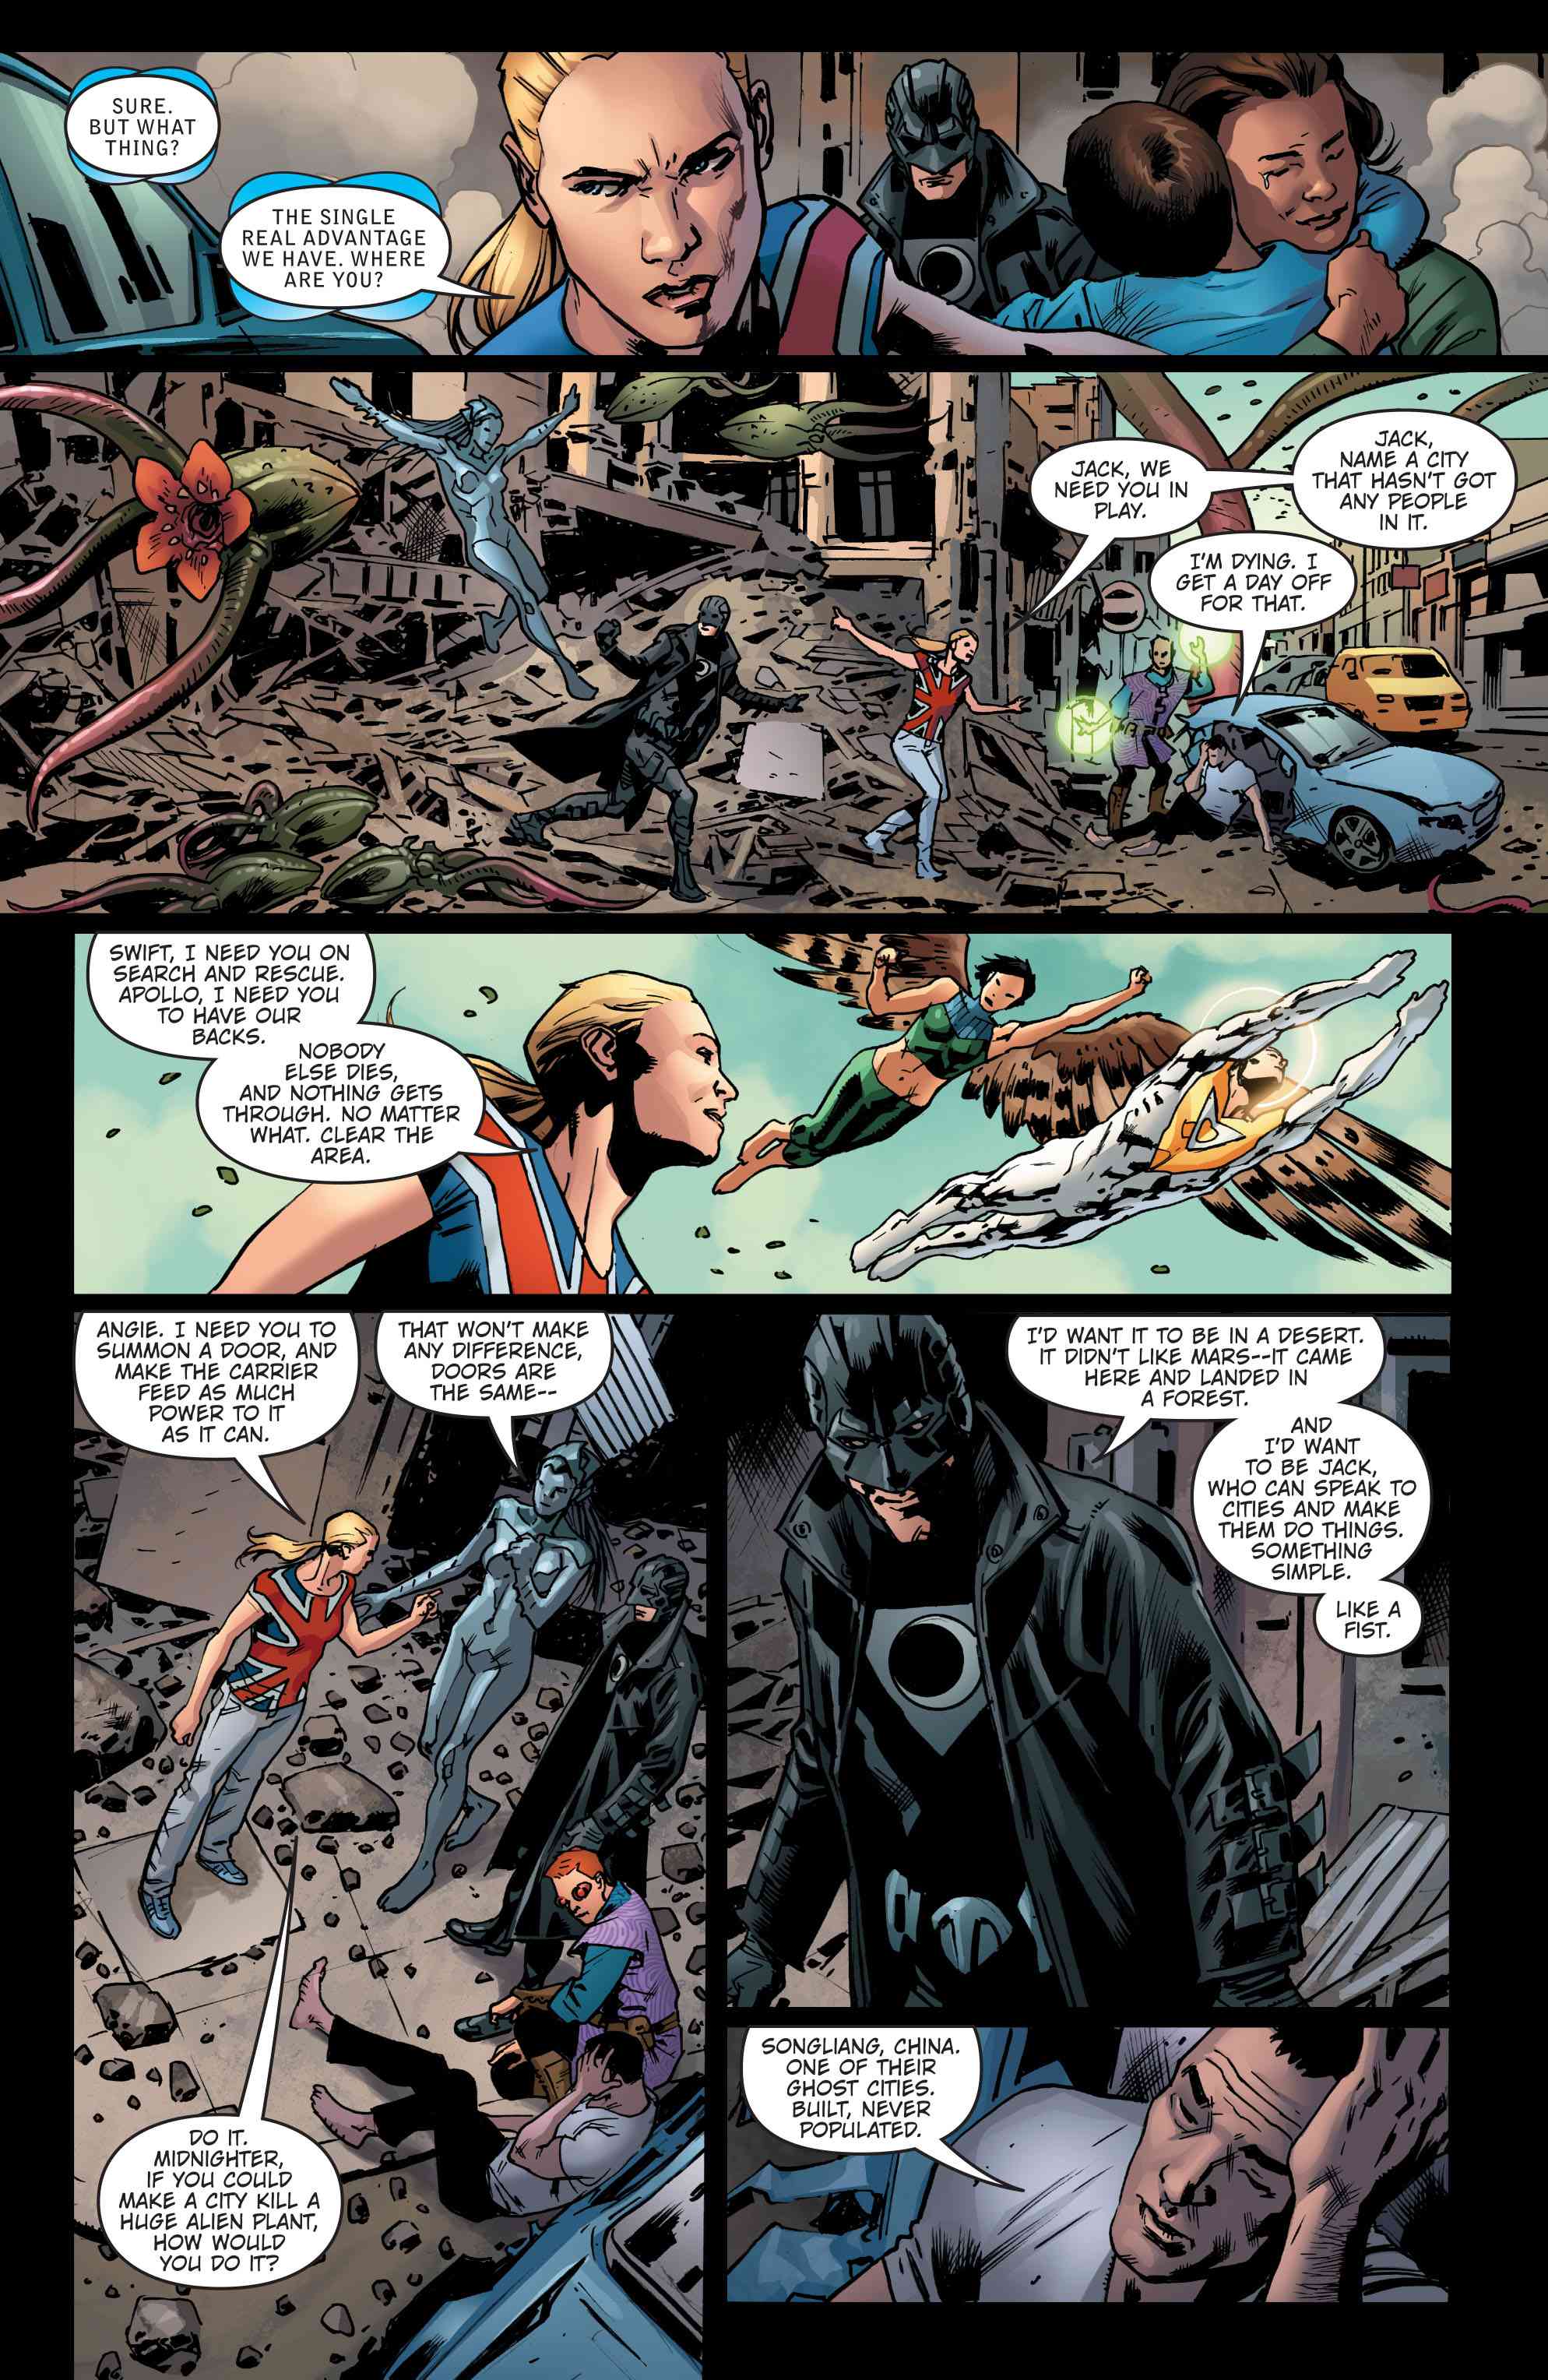 SURE.
BUT WHAT
THING?
THE SINGLE
REAL ADVANTAGE
WE HAVE. WHERE
ARE YOU?
JACK,
NAME A CITY
THAT HASN'T GOT
ANY PEOPLE
IN IT.
JACK, WE
NEED YOU IN
PLAY.
I'M DYING. I
GET A DAY OFF
FOR THAT.
SWIFT, I NEED YOU ON
SEARCH AND RESCUE.
APOLLO, I NEED YOU
TO HAVE OUR
BACKS.
NOBODY
ELSE DIES,
AND NOTHING GETS
THROUGH. NO MATTER
WHAT. CLEAR THE
AREA.
ANGIE. I NEED YOU TO
SUMMON A DOOR, AND
MAKE THE CARRIER
FEED AS MUCH
POWER TO IT
AS IT CAN.
THAT WON'T MAKE
ANY DIFFERENCE,
DOORS ARE
THE SAME--
DO IT.
MIDNIGHTER,
IF YOU COULD
MAKE A CITY KILL A
HUGE ALIEN PLANT,
HOW WOULD
YOU DO IT?
I'D WANT IT TO BE IN A DESERT.
IT DIDN'T LIKE MARS--IT CAME
HERE AND LANDED IN
A FOREST.
AND
I'D WANT
TO BE JACK,
WHO CAN SPEAK TO
CITIES AND MAKE
THEM DO THINGS.
SOMETHING
SIMPLE.
LIKE A
FIST.
SONGLIANG, CHINA.
ONE OF THEIR
GHOST CITIES.
BUILT, NEVER
POPULATED.